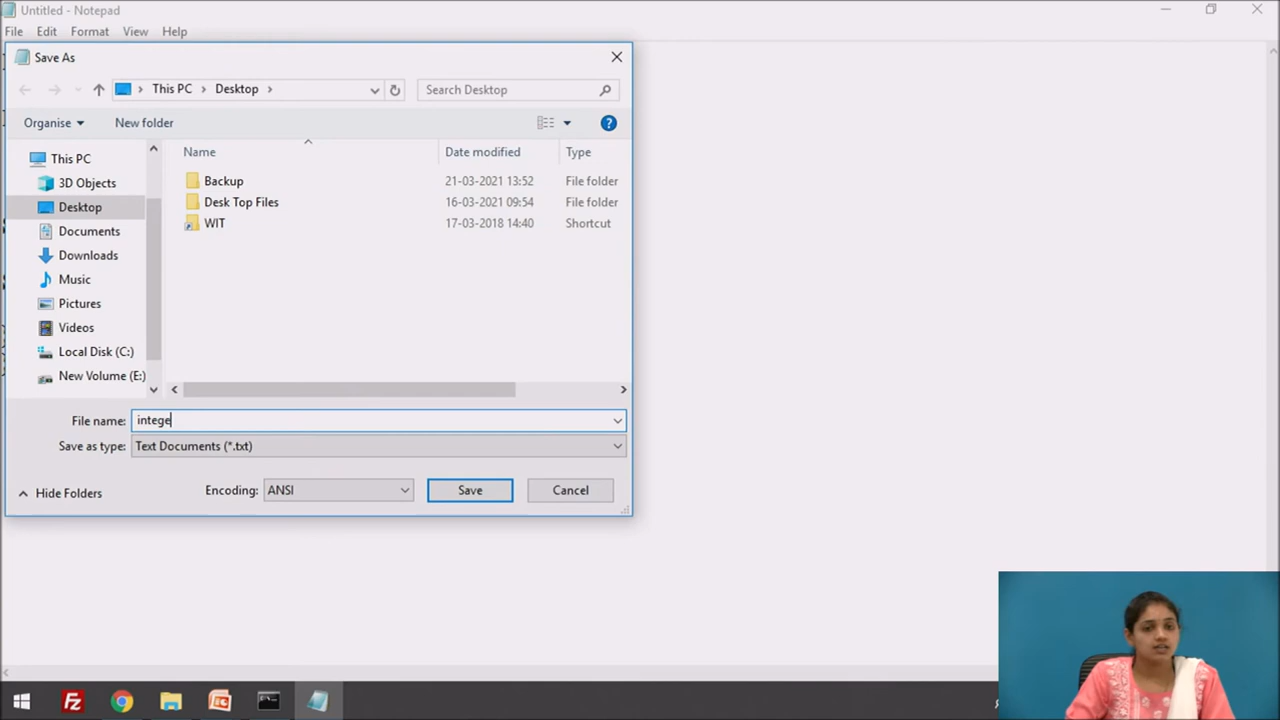 Untitled - Notepad
File Edit Format View Help
Save As
This PC Desktop
Search Desktop
Organise New folder
Name Date modified Type
This PC
3D Objects
Desktop
Documents
Downloads
Music
Pictures
Videos
Local Disk (C:)
New Volume (E:)
Backup 21-03-2021 13:52 File folder
Desk Top Files 16-03-2021 09:54 File folder
WIT 17-03-2018 14:40 Shortcut
File name: intege
Save as type: Text Documents (*.txt)
Hide Folders
Encoding: ANSI
Save
Cancel